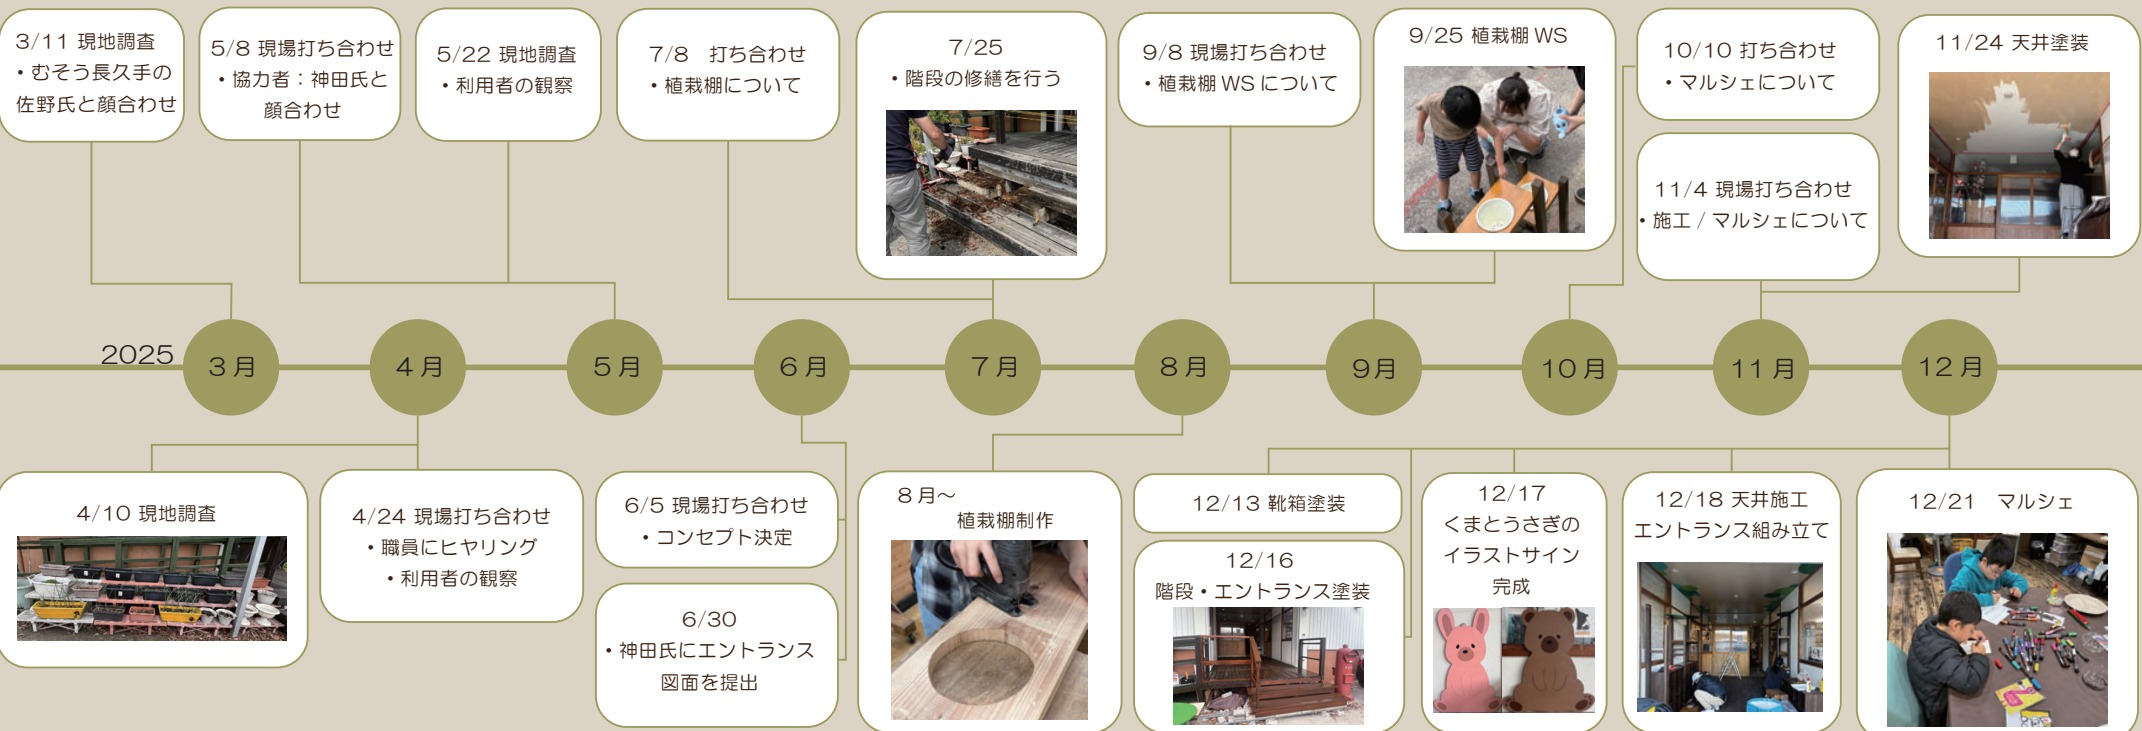 3/11 現地調査
・むそう長久手の
佐野氏と顔合わせ
5/8 現場打ち合わせ
・協力者：神田氏と
顔合わせ
5/22 現地調査
・利用者の観察
7/8　打ち合わせ
・植栽棚について
7/25
・階段の修繕を行う
9/8 現場打ち合わせ
・植栽棚 WS について
9/25 植栽棚 WS
10/10 打ち合わせ
・マルシェについて
11/4 現場打ち合わせ
・施工 / マルシェについて
11/24 天井塗装
2025
3月
4月
5月
6月
7月
8月
9月
10月
11月
12月
4/10 現地調査
4/24 現場打ち合わせ
・職員にヒヤリング
・利用者の観察
6/5 現場打ち合わせ
・コンセプト決定
6/30
・神田氏にエントランス
図面を提出
8月〜
植栽棚制作
12/13 靴箱塗装
12/16
階段・エントランス塗装
12/17
くまとうさぎの
イラストサイン
完成
12/18 天井施工
エントランス組み立て
12/21　マルシェ